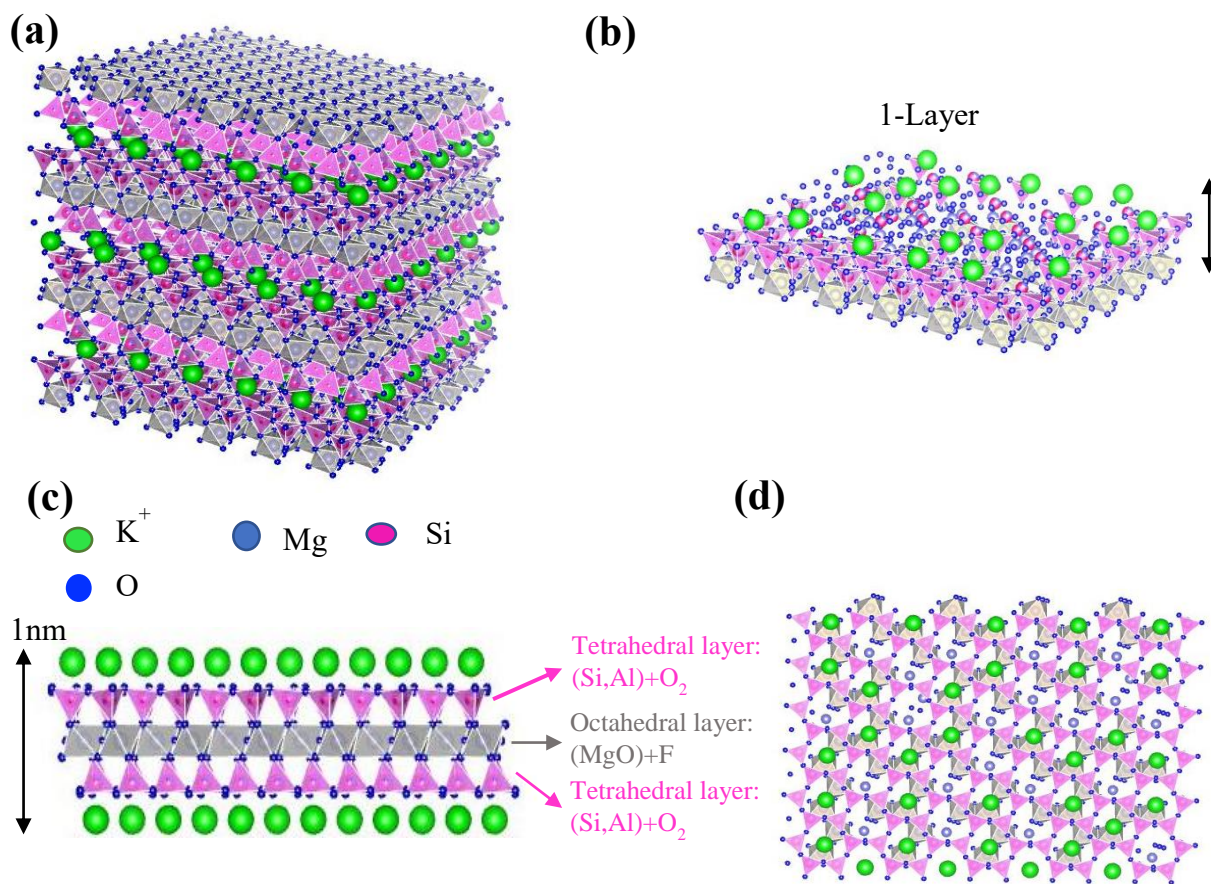 (a)
(b)
1-Layer
(c)
(d)
K+
Mg
Si
O
1nm
Tetrahedral layer:
(Si,Al)+O2
Octahedral layer:
(MgO)+F
Tetrahedral layer:
(Si,Al)+O2